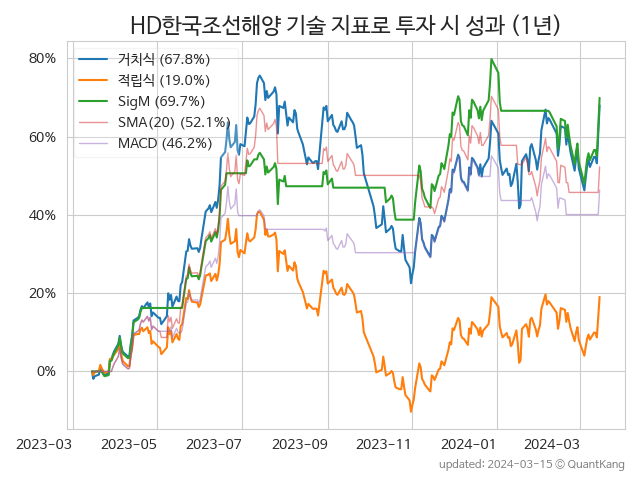 HD한국조선해양 기술 지표로 투자 시 성과 (1년)
80%
60%
40%
20%
0%
거치식 (67.8%)
적립식 (19.0%)
SigM (69.7%)
SMA(20) (52.1%)
MACD (46.2%)
2023-03
2023-05
2023-07
2023-09
2023-11
2024-01
2024-03
updated: 2024-03-15 © QuantKang